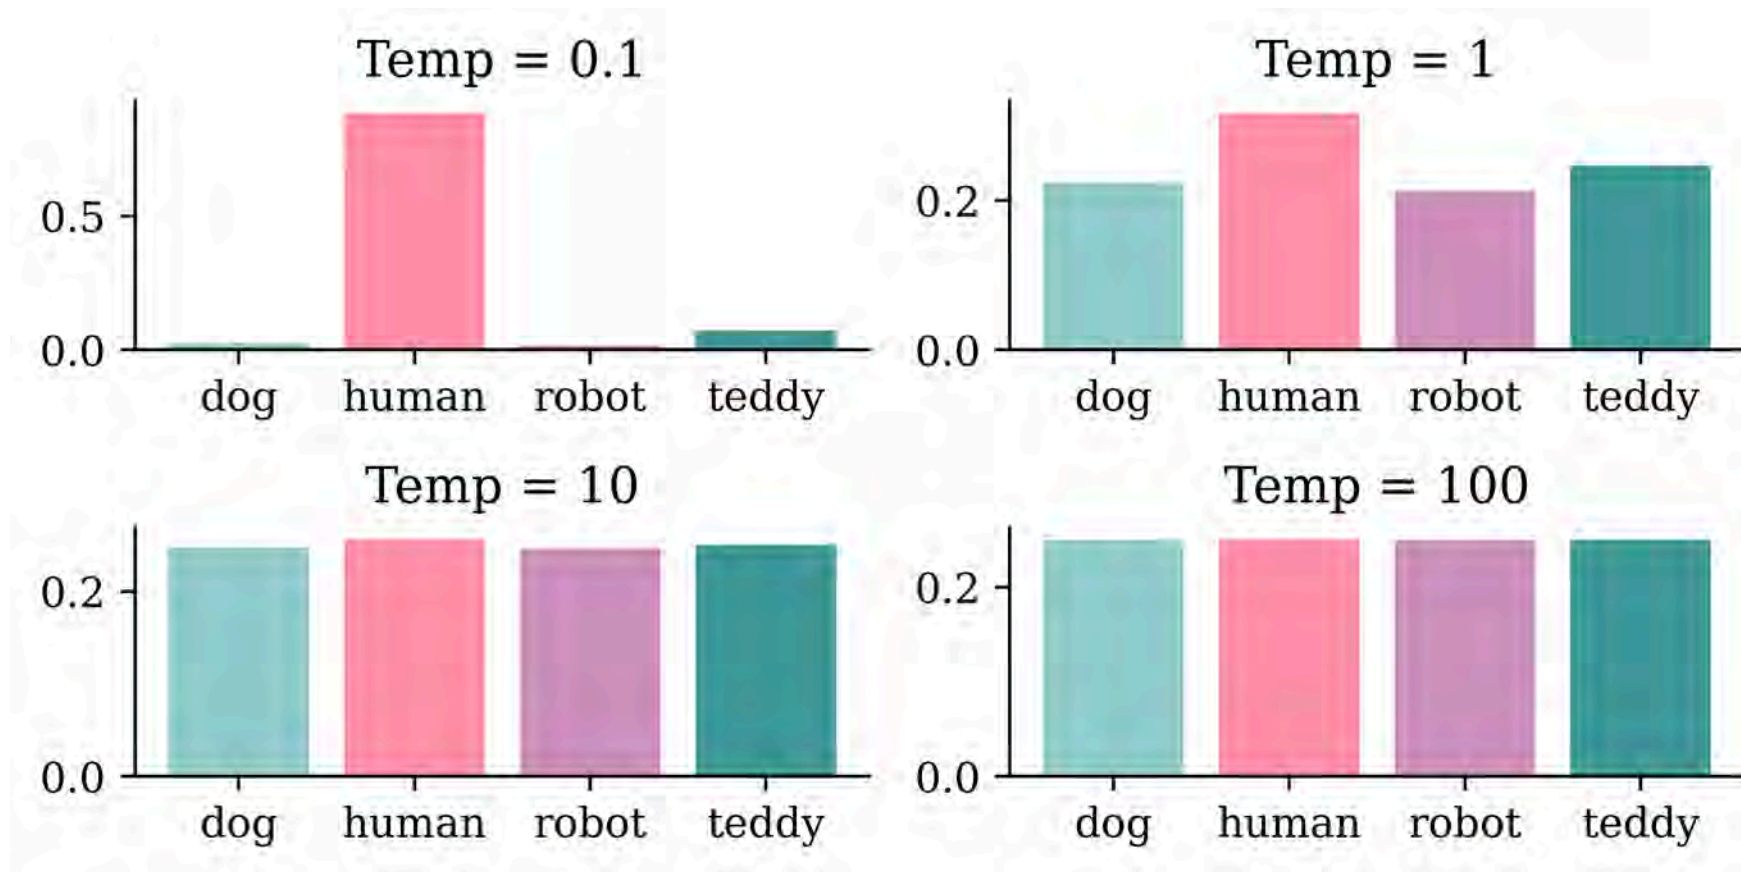 Temp = 0.1
0.5
0.0
dog human robot teddy
Temp = 1
0.2
0.0
dog human robot teddy
Temp = 10
0.2
0.0
dog human robot teddy
Temp = 100
0.2
0.0
dog human robot teddy